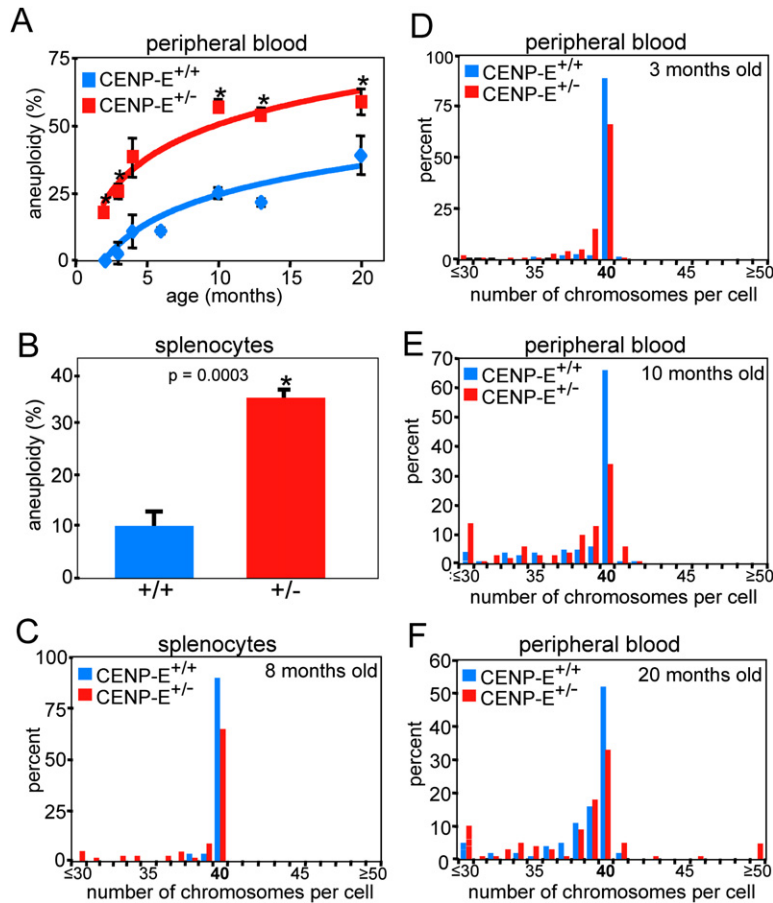 A
peripheral blood
CENP-E+/+
CENP-E+/-
aneuploidy (%)
75
50
25
0
* * * * *
0 5 10 15 20
age (months)
B
splenocytes
p = 0.0003
*
aneuploidy (%)
40
30
20
10
0
+/+ +/-
C
splenocytes
CENP-E+/+
CENP-E+/-
8 months old
percent
100
75
50
25
0
≤30 35 40 45 ≥50
number of chromosomes per cell
D
peripheral blood
CENP-E+/+
CENP-E+/-
3 months old
percent
100
75
50
25
0
≤30 35 40 45 ≥50
number of chromosomes per cell
E
peripheral blood
CENP-E+/+
CENP-E+/-
10 months old
percent
70
60
50
40
30
20
10
0
≤30 35 40 45 ≥50
number of chromosomes per cell
F
peripheral blood
CENP-E+/+
CENP-E+/-
20 months old
percent
60
50
40
30
20
10
0
≤30 35 40 45 ≥50
number of chromosomes per cell